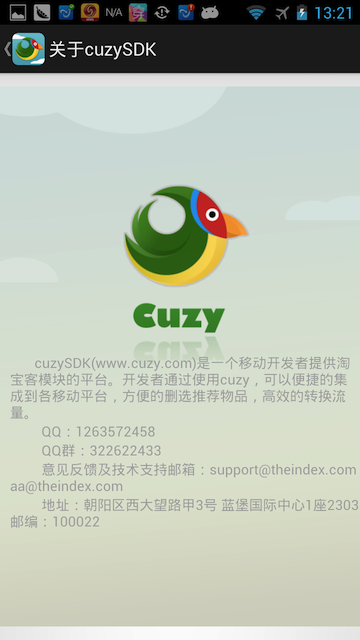 N/A
13:21
关于cuzySDK
Cuzy
cuzySDK(www.cuzy.com)是一个移动开发者提供淘
宝客模块的平台。开发者通过使用cuzy，可以便捷的集
成到各移动平台，方便的删选推荐物品，高效的转换流
量。
QQ：1263572458
QQ群：322622433
意见反馈及技术支持邮箱：support@theindex.com
aa@theindex.com
地址：朝阳区西大望路甲3号 蓝堡国际中心1座2303
邮编：100022